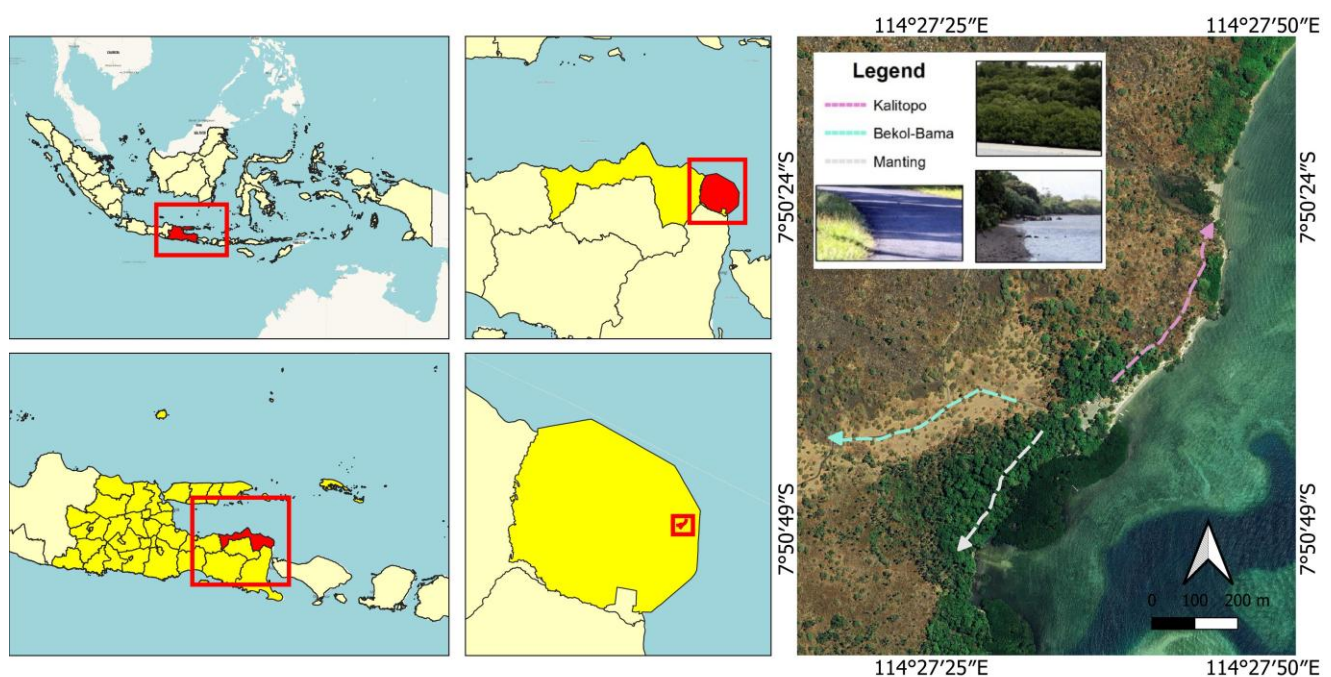 114°27′25″E 114°27′50″E
Legend
Kalitopo
Bekol-Bama
Manting
7°50′24″S 7°50′24″S
7°50′49″S 7°50′49″S
0 100 200 m
114°27′25″E 114°27′50″E